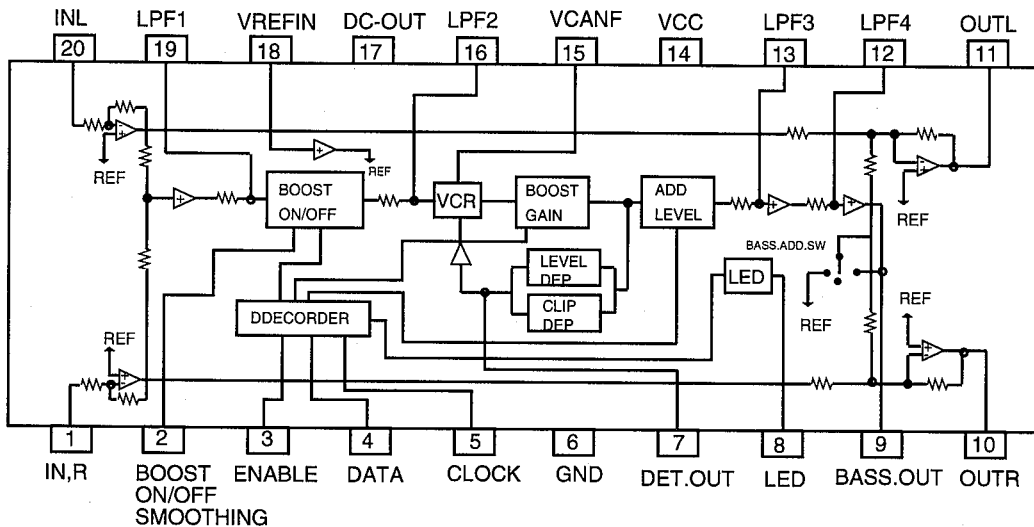 INL LPF1 VREFIN DC-OUT LPF2 VCANF VCC LPF3 LPF4 OUTL
20 19 18 17 16 15 14 13 12 11
REF
REF
REF
BOOST
ON/OFF
VCR
BOOST
GAIN
ADD
LEVEL
BASS.ADD.SW
LEVEL
DEP
CLIP
DEP
LED
DDECORDER
REF
REF
REF
1 2 3 4 5 6 7 8 9 10
IN,R BOOST ENABLE DATA CLOCK GND DET.OUT LED BASS.OUT OUTR
ON/OFF
SMOOTHING